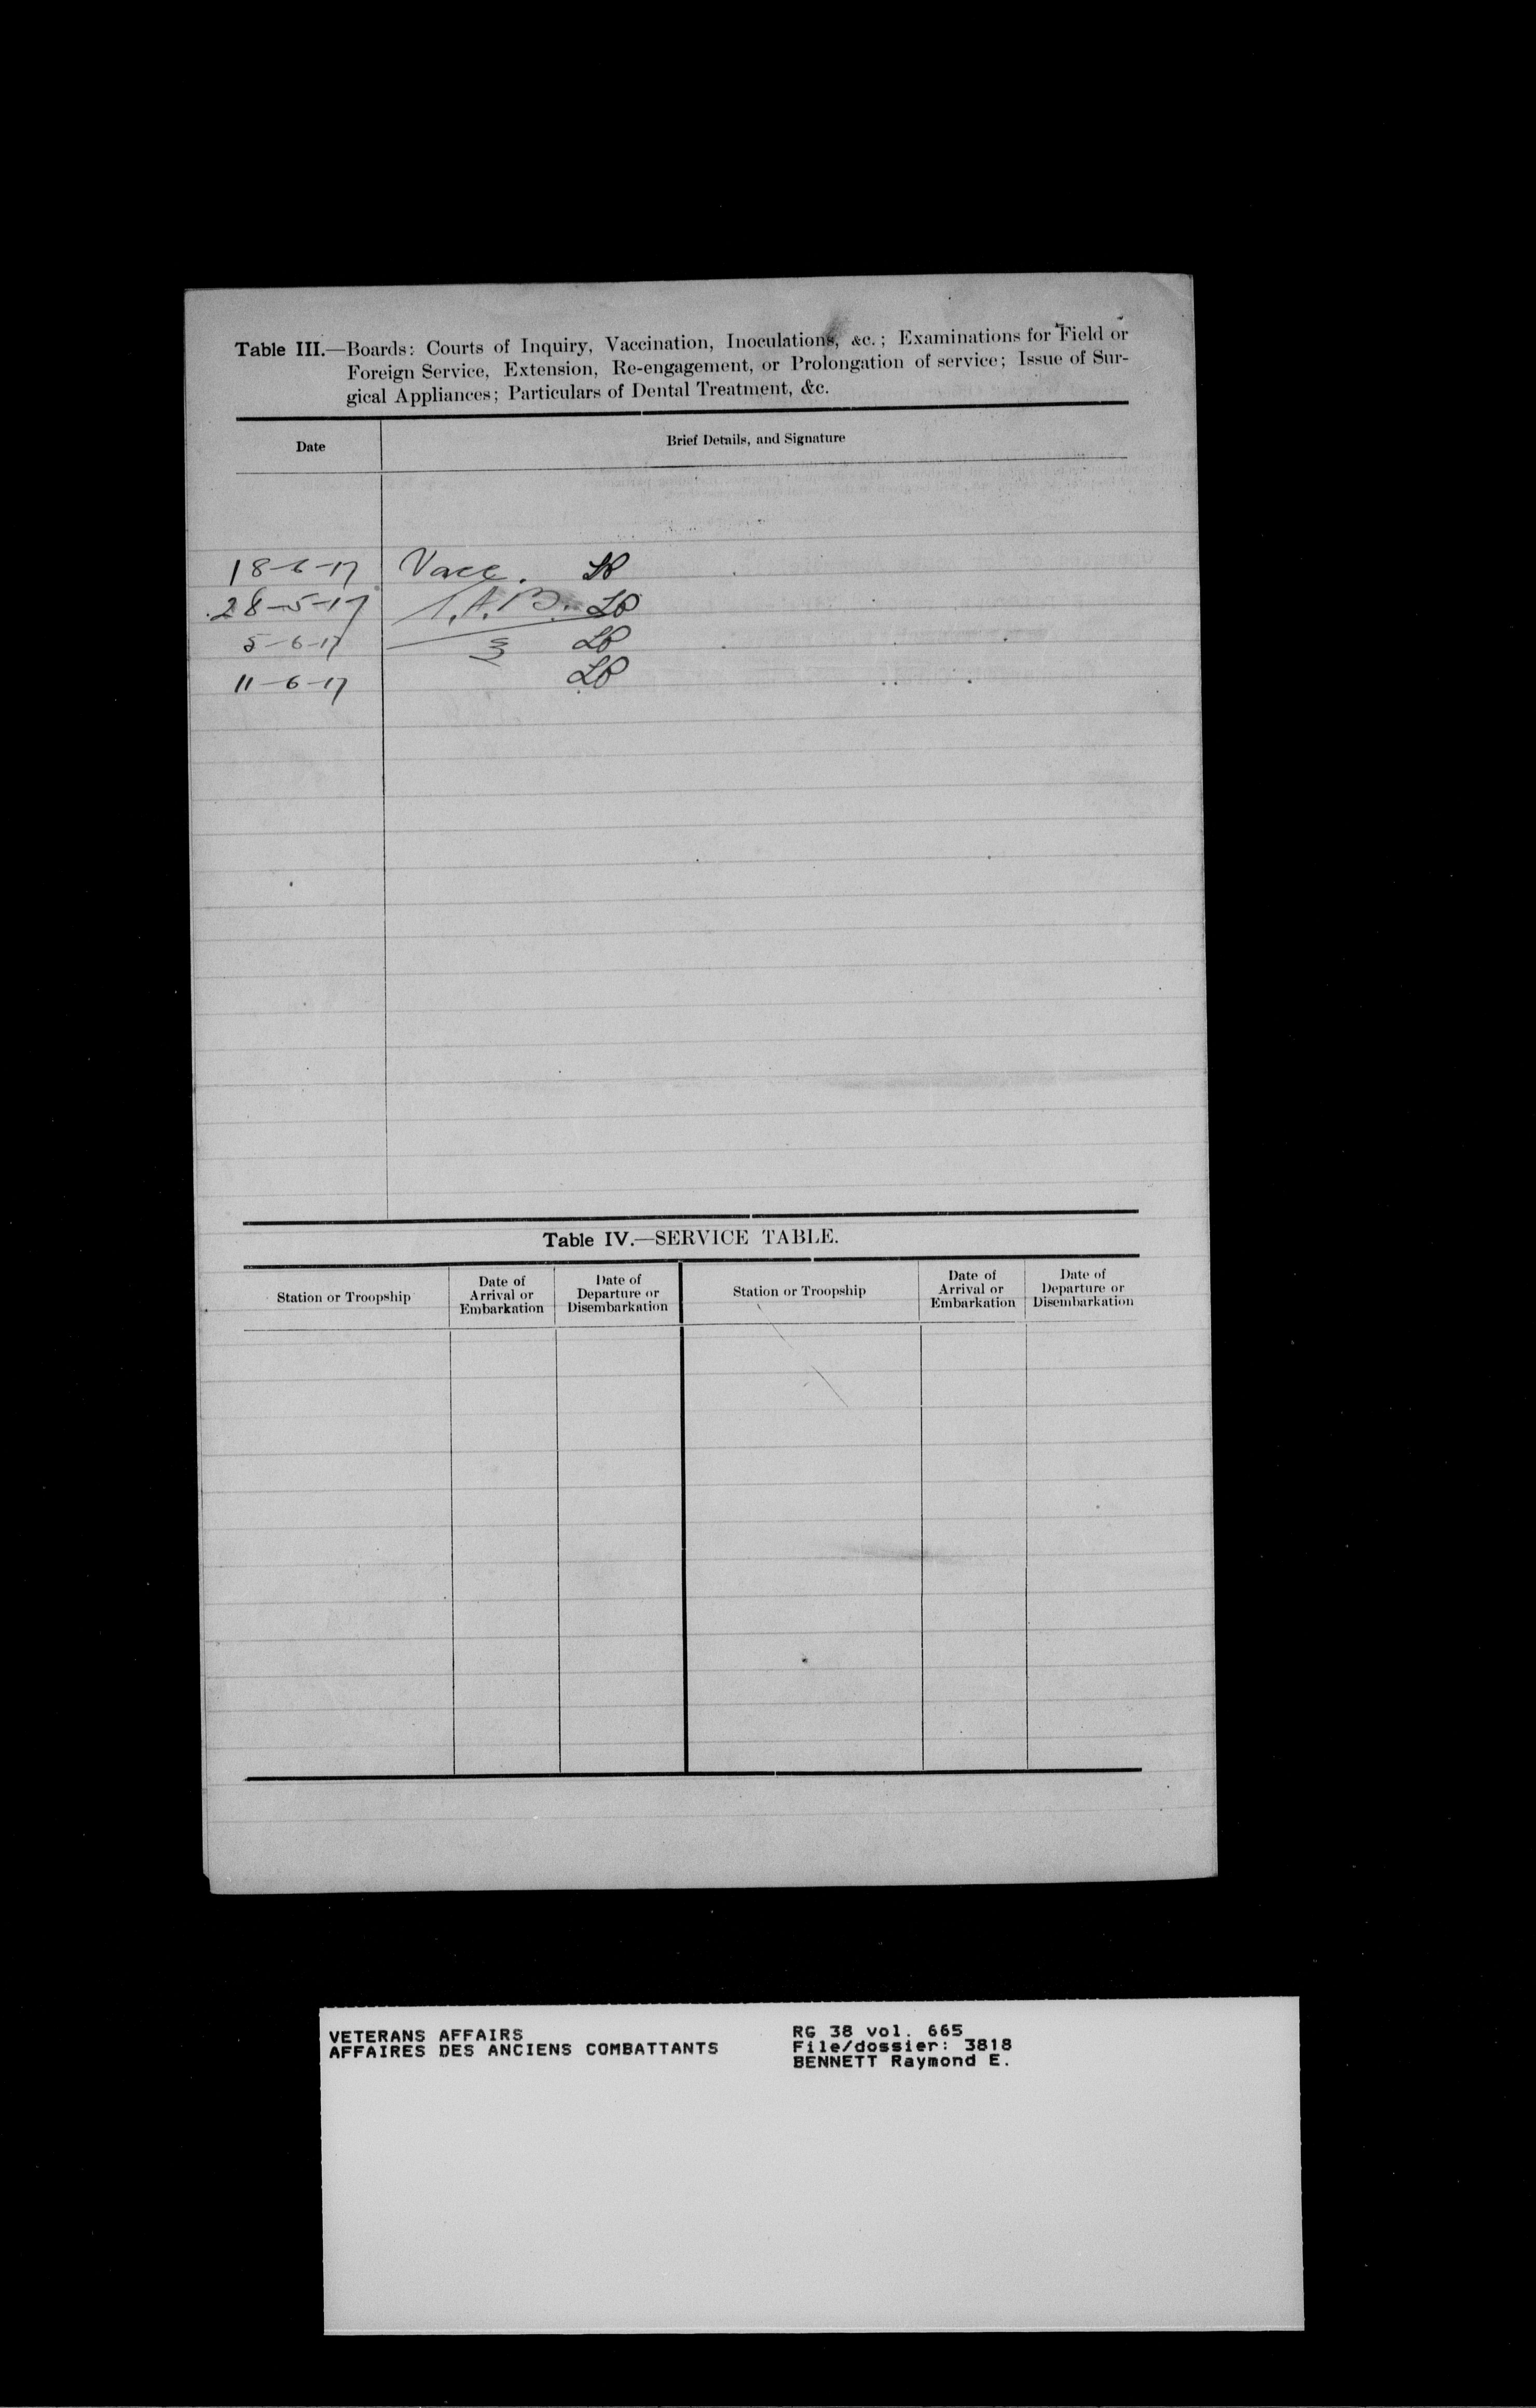 Table III.—Boards: Courts of Inquiry, Vaccination, Inoculations, &c.; Examinations for Field or
Foreign Service, Extension, Re-engagement, or Prolongation of service; Issue of Sur-
gical Appliances; Particulars of Dental Treatment, &c.
Date
Brief Details, and Signature
18-6-17 Vacc.
28-5-17 T.A.B. LB
5-6-17 3 LB
11-6-17 LB
Table IV.—SERVICE TABLE.
Station or Troopship
Date of
Arrival or
Embarkation
Date of
Departure or
Disembarkation
Station or Troopship
Date of
Arrival or
Embarkation
Date of
Departure or
Disembarkation
VETERANS AFFAIRS
AFFAIRES DES ANCIENS COMBATTANTS
RG 38 vol. 665
File/dossier: 3818
BENNETT Raymond E.